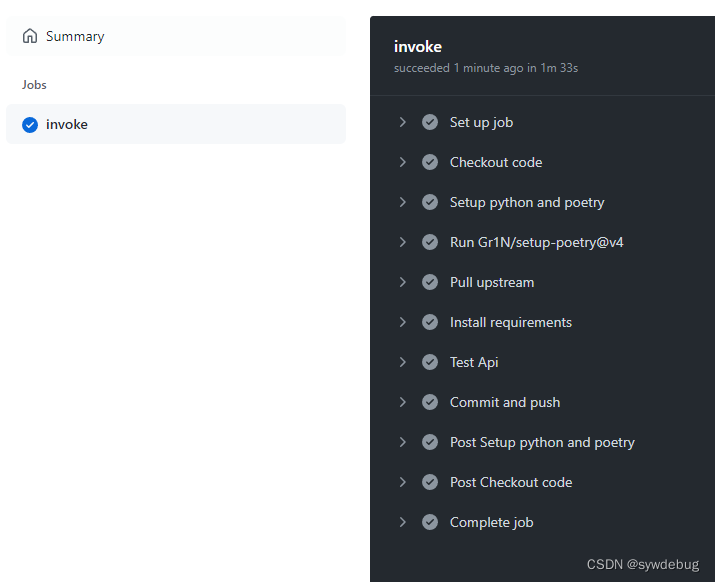 Summary
Jobs
invoke
invoke
succeeded 1 minute ago in 1m 33s
Set up job
Checkout code
Setup python and poetry
Run Gr1N/setup-poetry@v4
Pull upstream
Install requirements
Test Api
Commit and push
Post Setup python and poetry
Post Checkout code
Complete job
CSDN @sywdebug